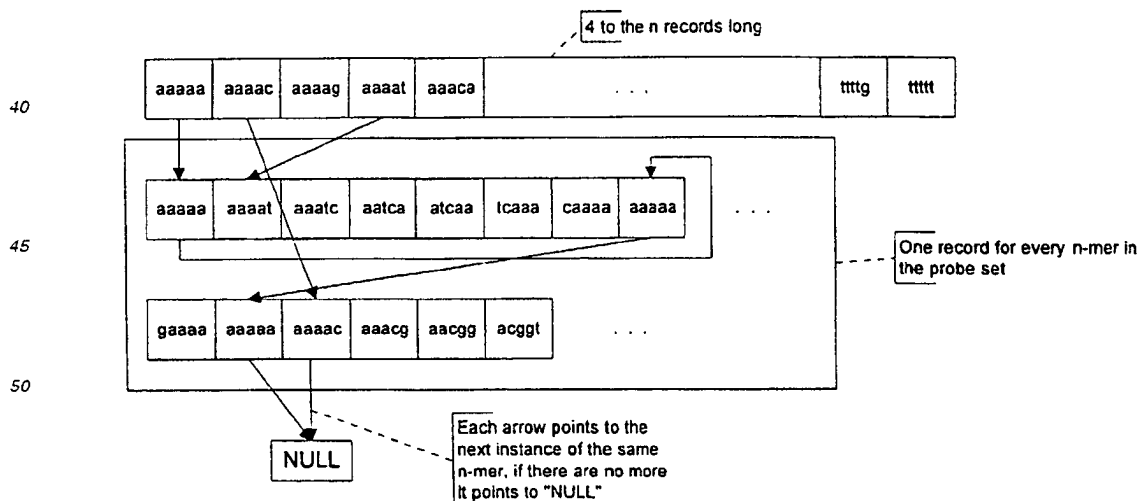 4 to the n records long
aaaaa aaaac aaaag aaaat aaaca . . . ttttg ttttt
40
aaaaa aaaat aaatc aatca atcaa tcaaa caaaa aaaaa . . .
45
One record for every n-mer in
the probe set
gaaaa aaaaa aaaac aaacg aacgg acggt . . .
50
Each arrow points to the
next instance of the same
n-mer, if there are no more
it points to "NULL"
NULL